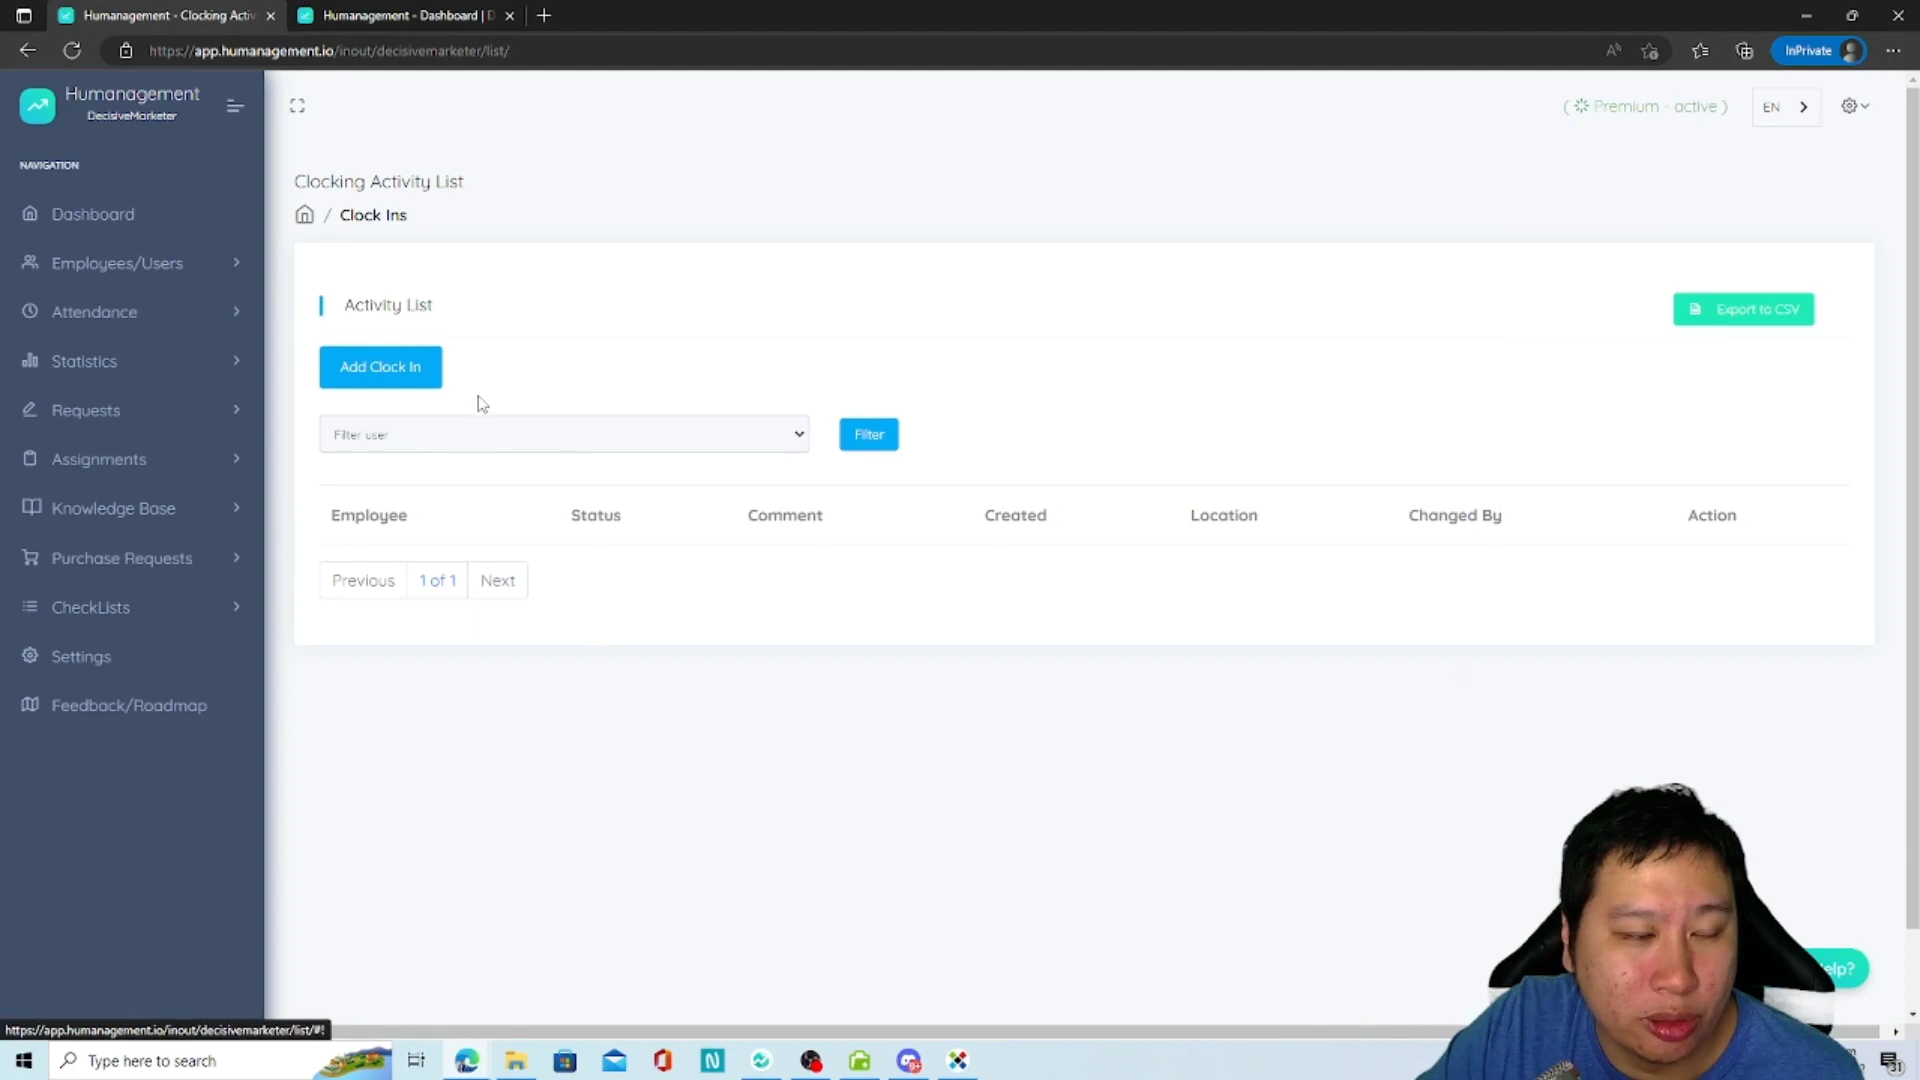 Humanagement - Clocking Activ
Humanagement - Dashboard | D
https://app.humanagement.io/inout/decisivemarketer/list/
InPrivate
Humanagement
DecisiveMarketer
( Premium - active )
EN
NAVIGATION
Dashboard
Employees/Users
Attendance
Statistics
Requests
Assignments
Knowledge Base
Purchase Requests
CheckLists
Settings
Feedback/Roadmap
Clocking Activity List
/ Clock Ins
Activity List
Export to CSV
Add Clock In
Filter user
Filter
Employee Status Comment Created Location Changed By Action
Previous 1 of 1 Next
elp?
https://app.humanagement.io/inout/decisivemarketer/list/#!
Type here to search
31